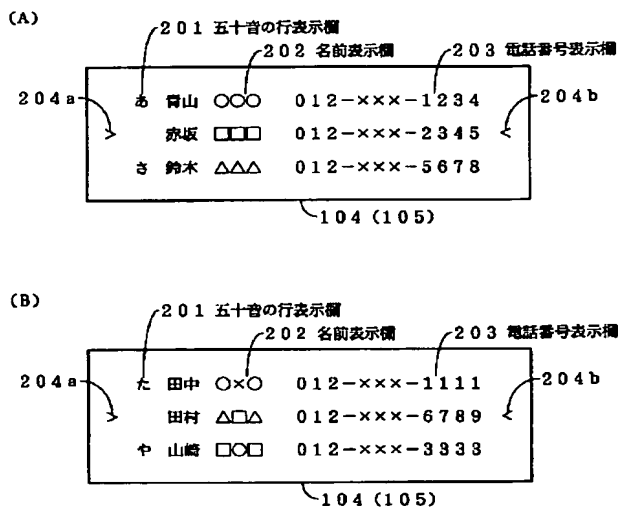 (A)
201 五十音の行表示欄
202 名前表示欄
203 電話番号表示欄
204a
204b
あ 青山 ○○○ 012-×××-1234
> 赤坂 □□□ 012-×××-2345 <
さ 鈴木 △△△ 012-×××-5678
104(105)
(B)
201 五十音の行表示欄
202 名前表示欄
203 電話番号表示欄
204a
204b
た 田中 ○×○ 012-×××-1111
> 田村 △□△ 012-×××-6789 <
や 山崎 □○□ 012-×××-3333
104(105)